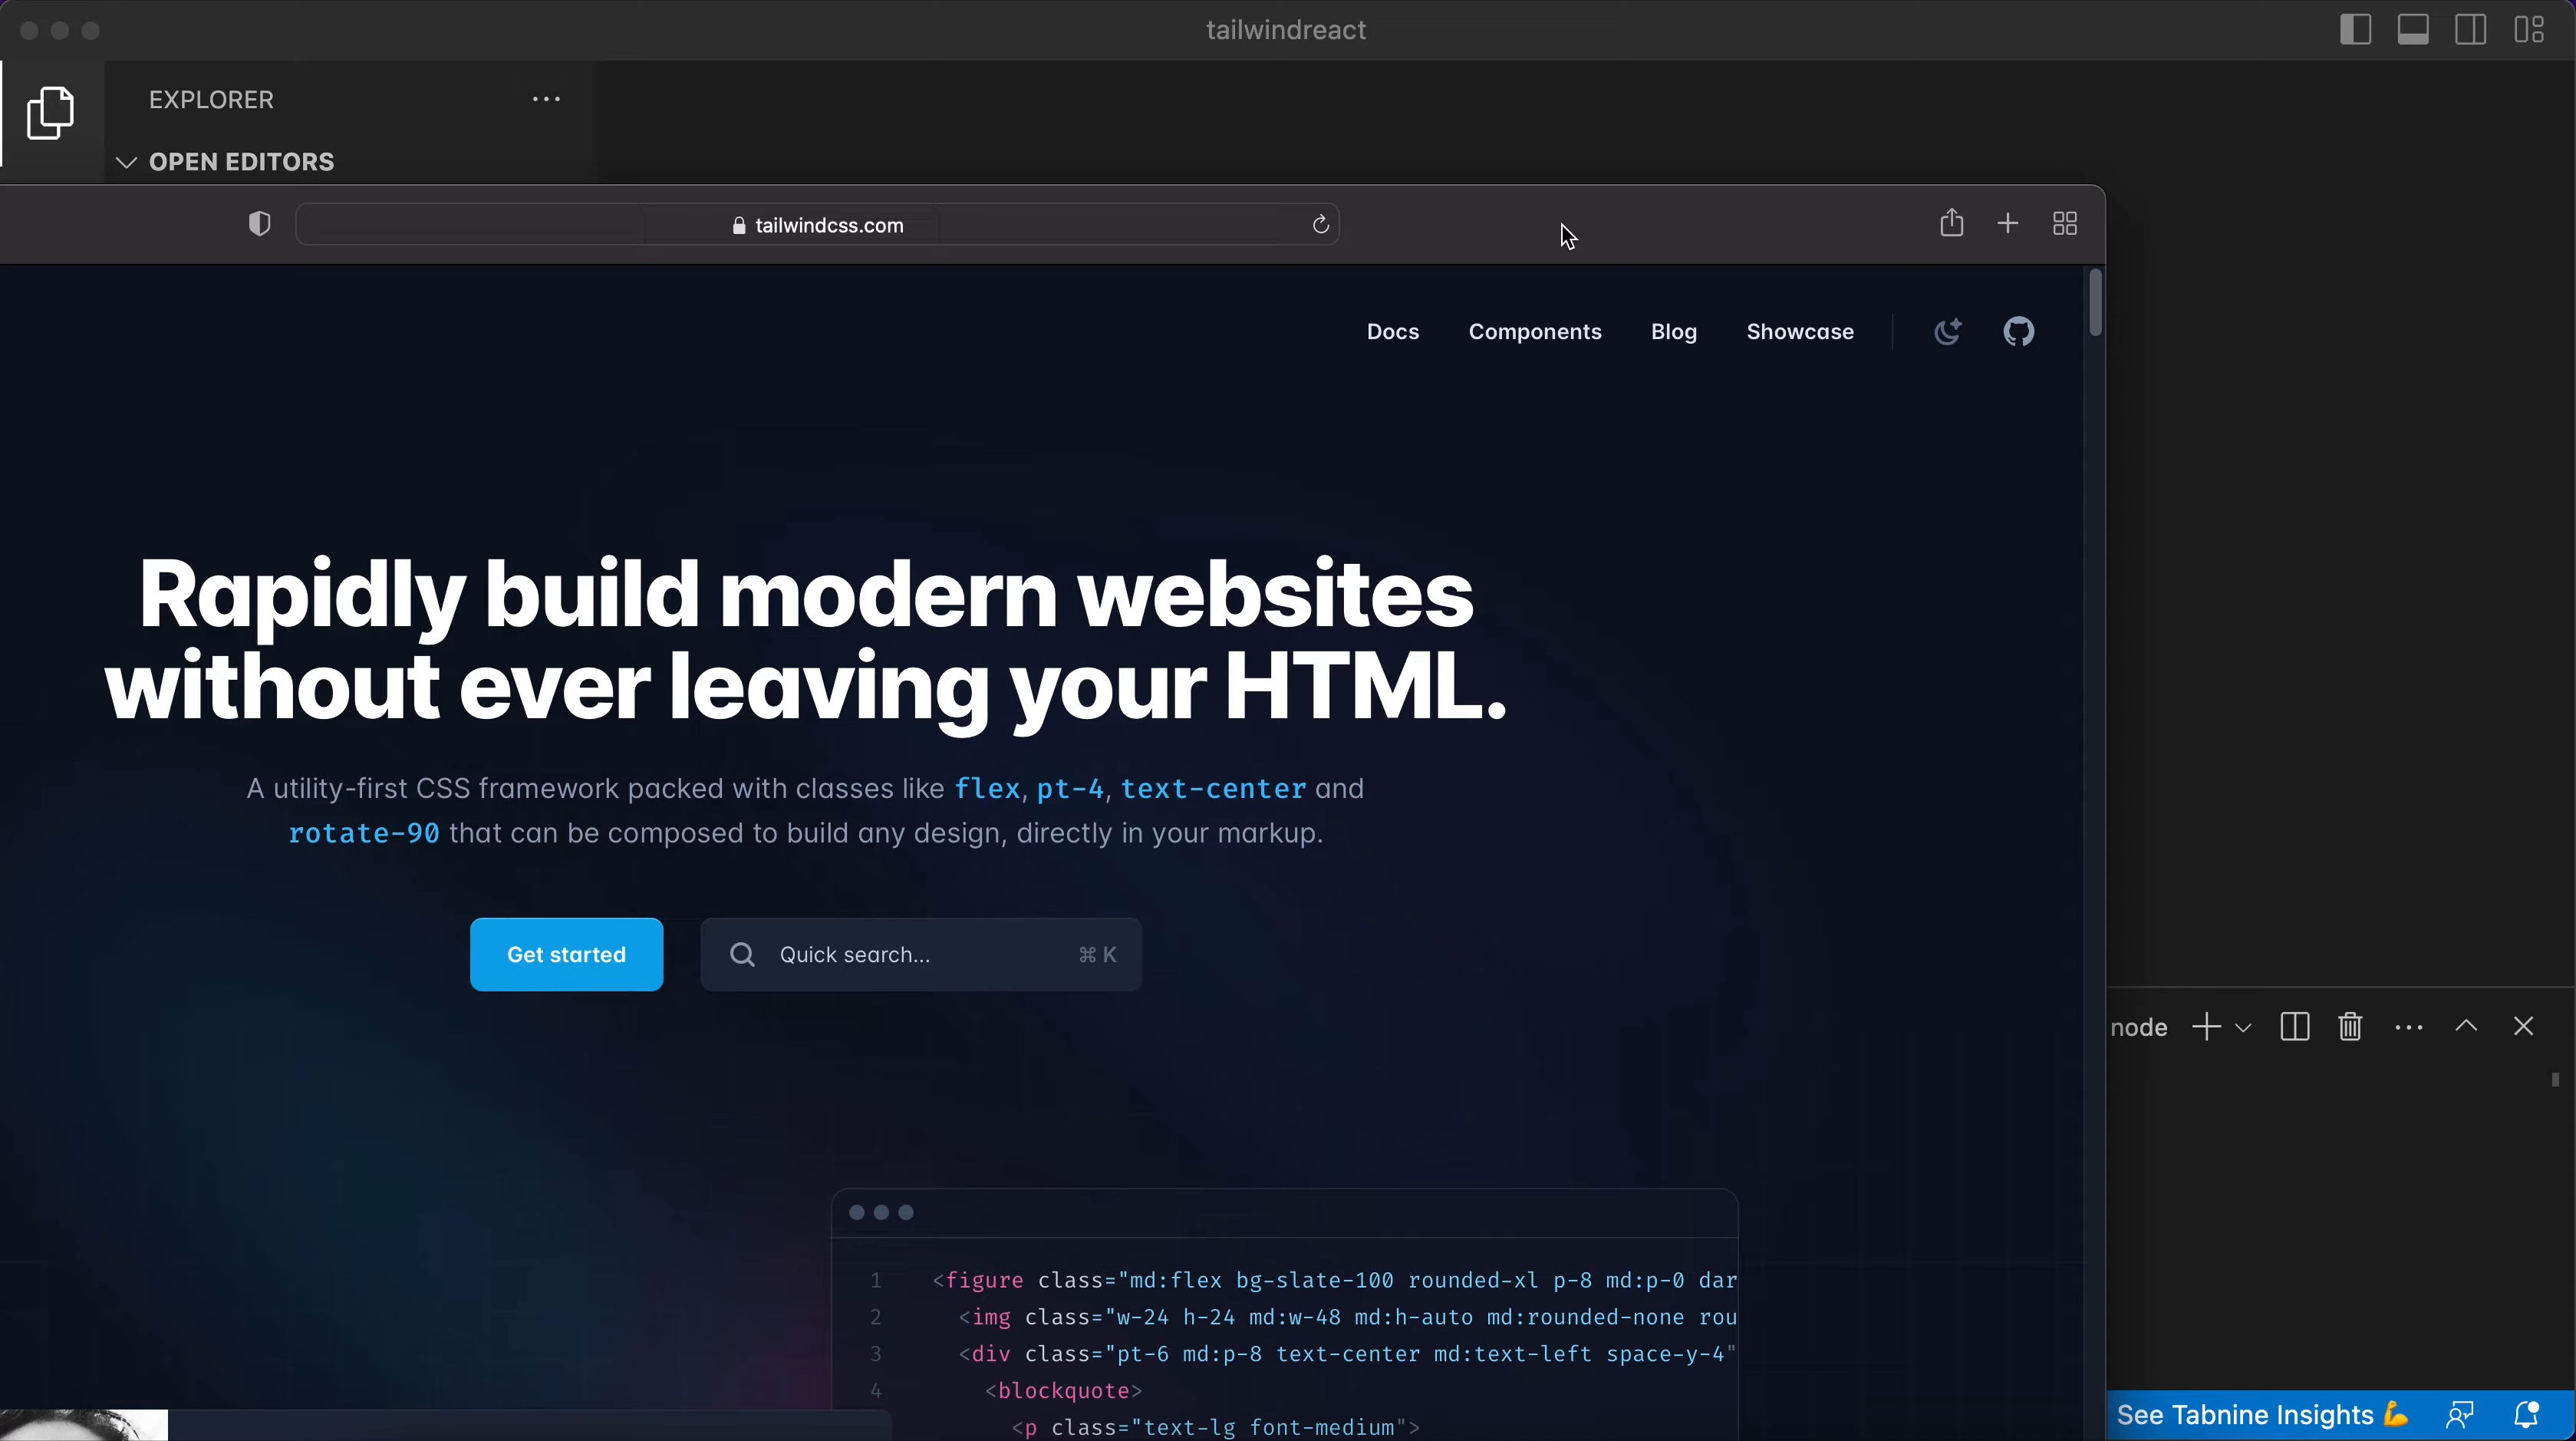 tailwindreact
EXPLORER
OPEN EDITORS
tailwindcss.com
Docs Components Blog Showcase
Rapidly build modern websites
without ever leaving your HTML.
A utility-first CSS framework packed with classes like flex, pt-4, text-center and
rotate-90 that can be composed to build any design, directly in your markup.
Get started
Quick search... ⌘ K
node
1 <figure class="md:flex bg-slate-100 rounded-xl p-8 md:p-0 dar
2 <img class="w-24 h-24 md:w-48 md:h-auto md:rounded-none rou
3 <div class="pt-6 md:p-8 text-center md:text-left space-y-4"
4 <blockquote>
<p class="text-lg font-medium">
See Tabnine Insights 💪